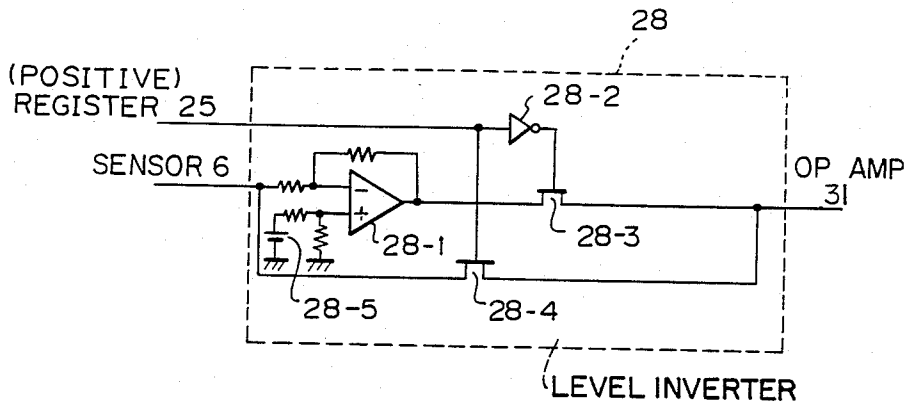 28
(POSITIVE)
REGISTER 25
28-2
SENSOR 6
OP AMP
31
−
+
28-1
28-3
28-5
28-4
LEVEL INVERTER